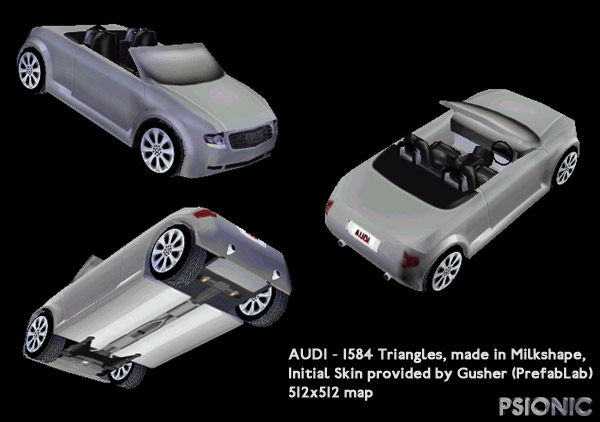 AUDI
AUDI - 1584 Triangles, made in Milkshape,
Initial Skin provided by Gusher (PrefabLab)
512x512 map
PSIONIC